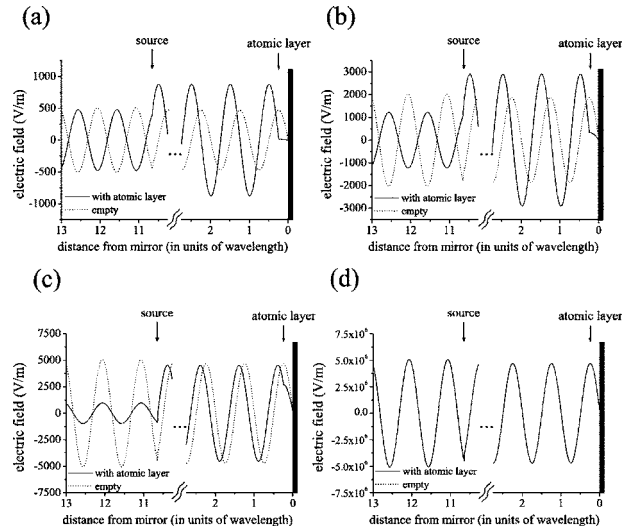 (a)
source
atomic layer
1000
500
0
-500
-1000
electric field (V/m)
with atomic layer
empty
13 12 11 2 1 0
distance from mirror (in units of wavelength)
(b)
source
atomic layer
3000
2000
1000
0
-1000
-2000
-3000
electric field (V/m)
with atomic layer
empty
13 12 11 2 1 0
distance from mirror (in units of wavelength)
(c)
source
atomic layer
7500
5000
2500
0
-2500
-5000
-7500
electric field (V/m)
with atomic layer
empty
13 12 11 2 1 0
distance from mirror (in units of wavelength)
(d)
source
atomic layer
electric field (V/m)
0.0
with atomic layer
empty
13 12 11 2 1 0
distance from mirror (in units of wavelength)